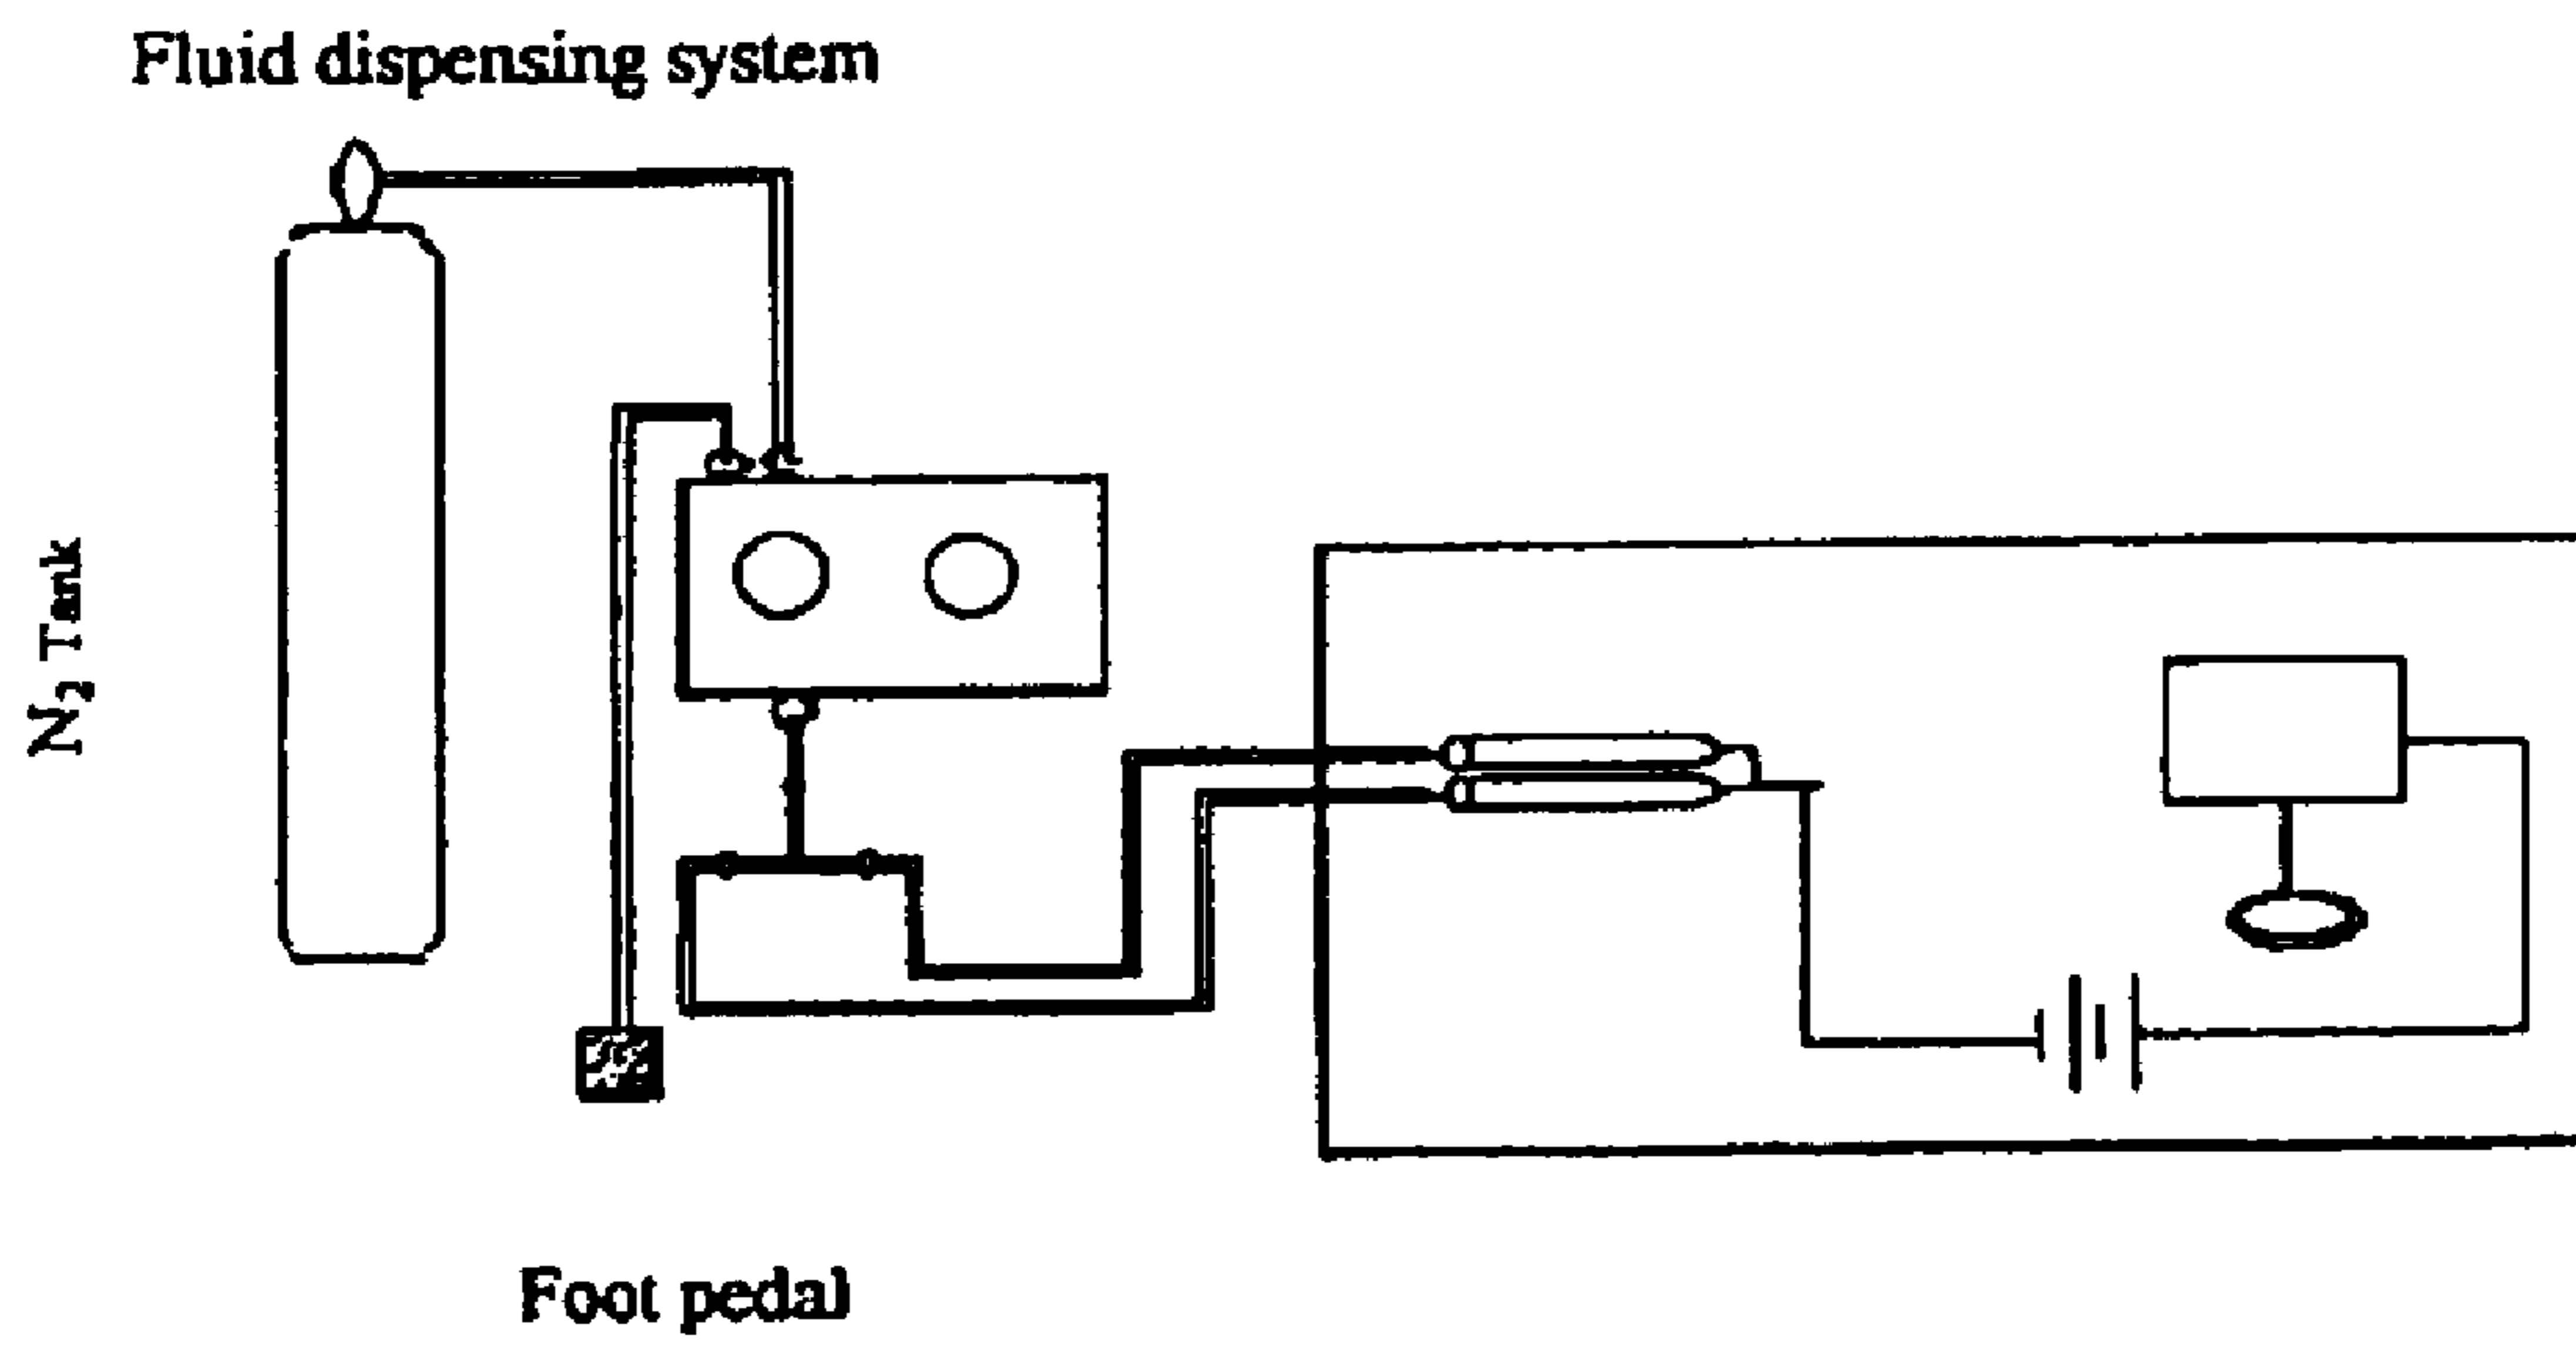 Fluid dispensing system
N₂ Tank
Foot pedal